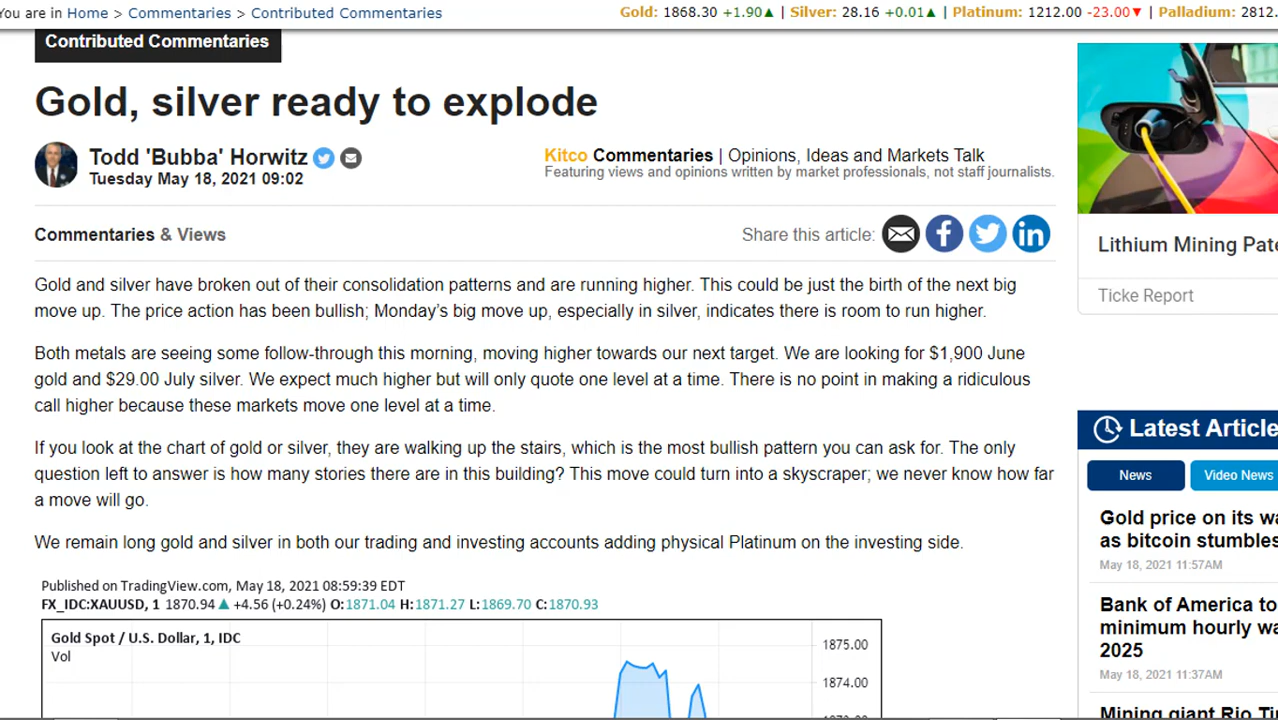 You are in Home > Commentaries > Contributed Commentaries
Gold: 1868.30 +1.90▲ | Silver: 28.16 +0.01▲ | Platinum: 1212.00 -23.00▼ | Palladium: 2812.
Contributed Commentaries
Gold, silver ready to explode
Todd 'Bubba' Horwitz
Tuesday May 18, 2021 09:02
Kitco Commentaries | Opinions, Ideas and Markets Talk
Featuring views and opinions written by market professionals, not staff journalists.
Commentaries & Views
Share this article:
Gold and silver have broken out of their consolidation patterns and are running higher. This could be just the birth of the next big
move up. The price action has been bullish; Monday's big move up, especially in silver, indicates there is room to run higher.
Both metals are seeing some follow-through this morning, moving higher towards our next target. We are looking for $1,900 June
gold and $29.00 July silver. We expect much higher but will only quote one level at a time. There is no point in making a ridiculous
call higher because these markets move one level at a time.
If you look at the chart of gold or silver, they are walking up the stairs, which is the most bullish pattern you can ask for. The only
question left to answer is how many stories there are in this building? This move could turn into a skyscraper; we never know how far
a move will go.
We remain long gold and silver in both our trading and investing accounts adding physical Platinum on the investing side.
Published on TradingView.com, May 18, 2021 08:59:39 EDT
FX_IDC:XAUUSD, 1 1870.94 ▲ +4.56 (+0.24%) O:1871.04 H:1871.27 L:1869.70 C:1870.93
Gold Spot / U.S. Dollar, 1, IDC
Vol
1875.00
1874.00
Lithium Mining Pate
Ticke Report
Latest Article
News
Video News
Gold price on its wa
as bitcoin stumbles
May 18, 2021 11:57AM
Bank of America to
minimum hourly wa
2025
May 18, 2021 11:37AM
Mining giant Rio Ti